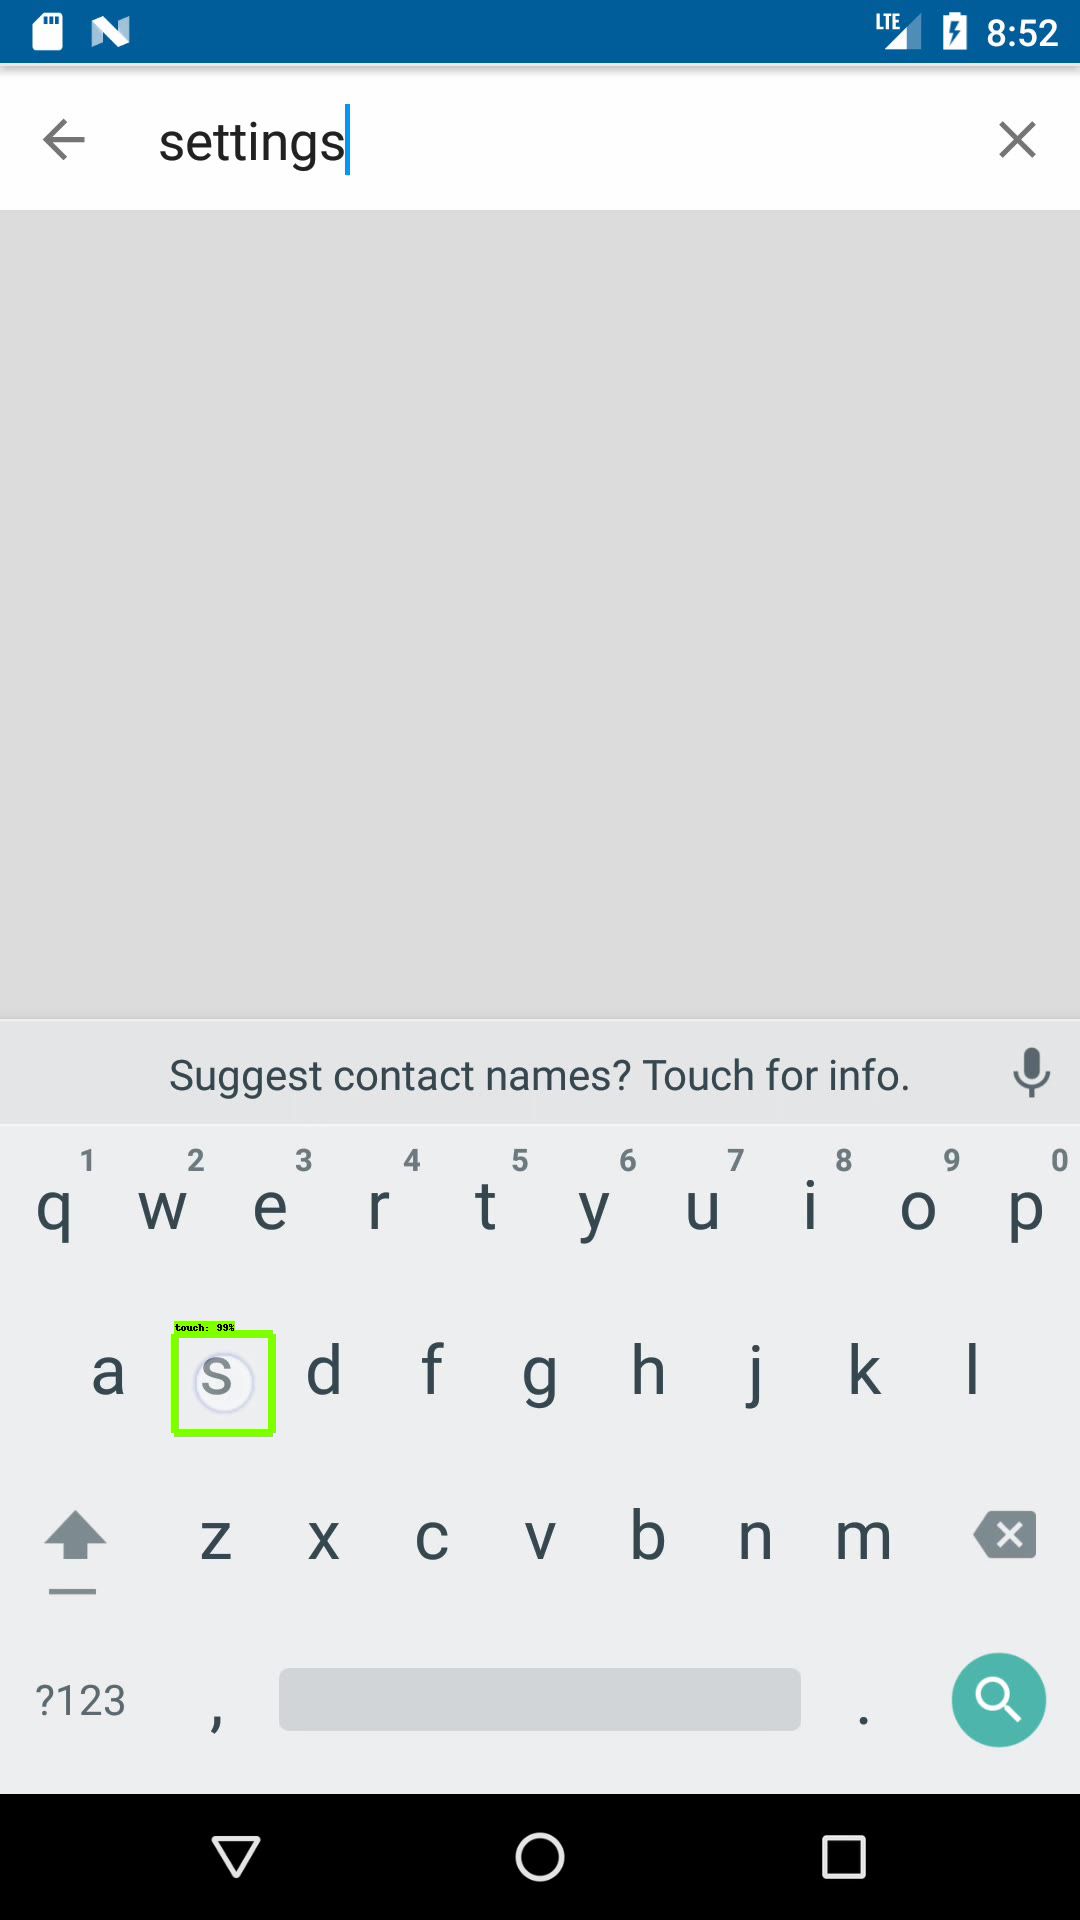 LTE 8:52
settings
Suggest contact names? Touch for info.
1 2 3 4 5 6 7 8 9 0
q w e r t y u i o p
touch: 99%
a s d f g h j k l
z x c v b n m
?123 , .